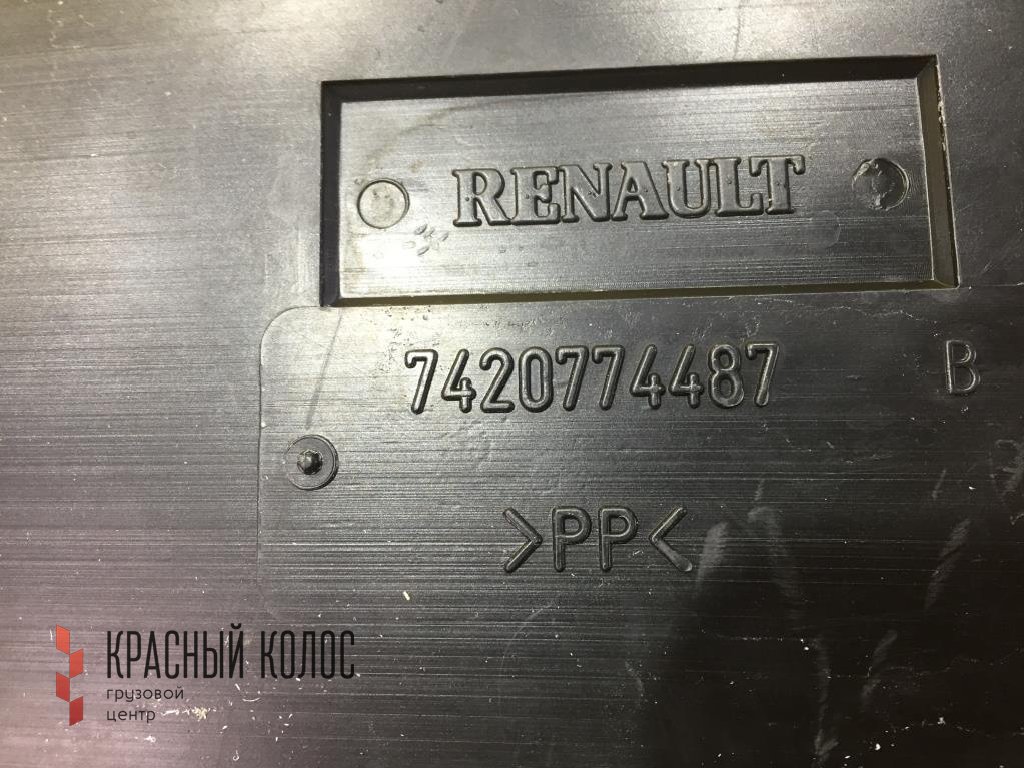 RENAULT
7420774487 B
>PP<
КРАСНЫЙ КОЛОС
грузовой
центр